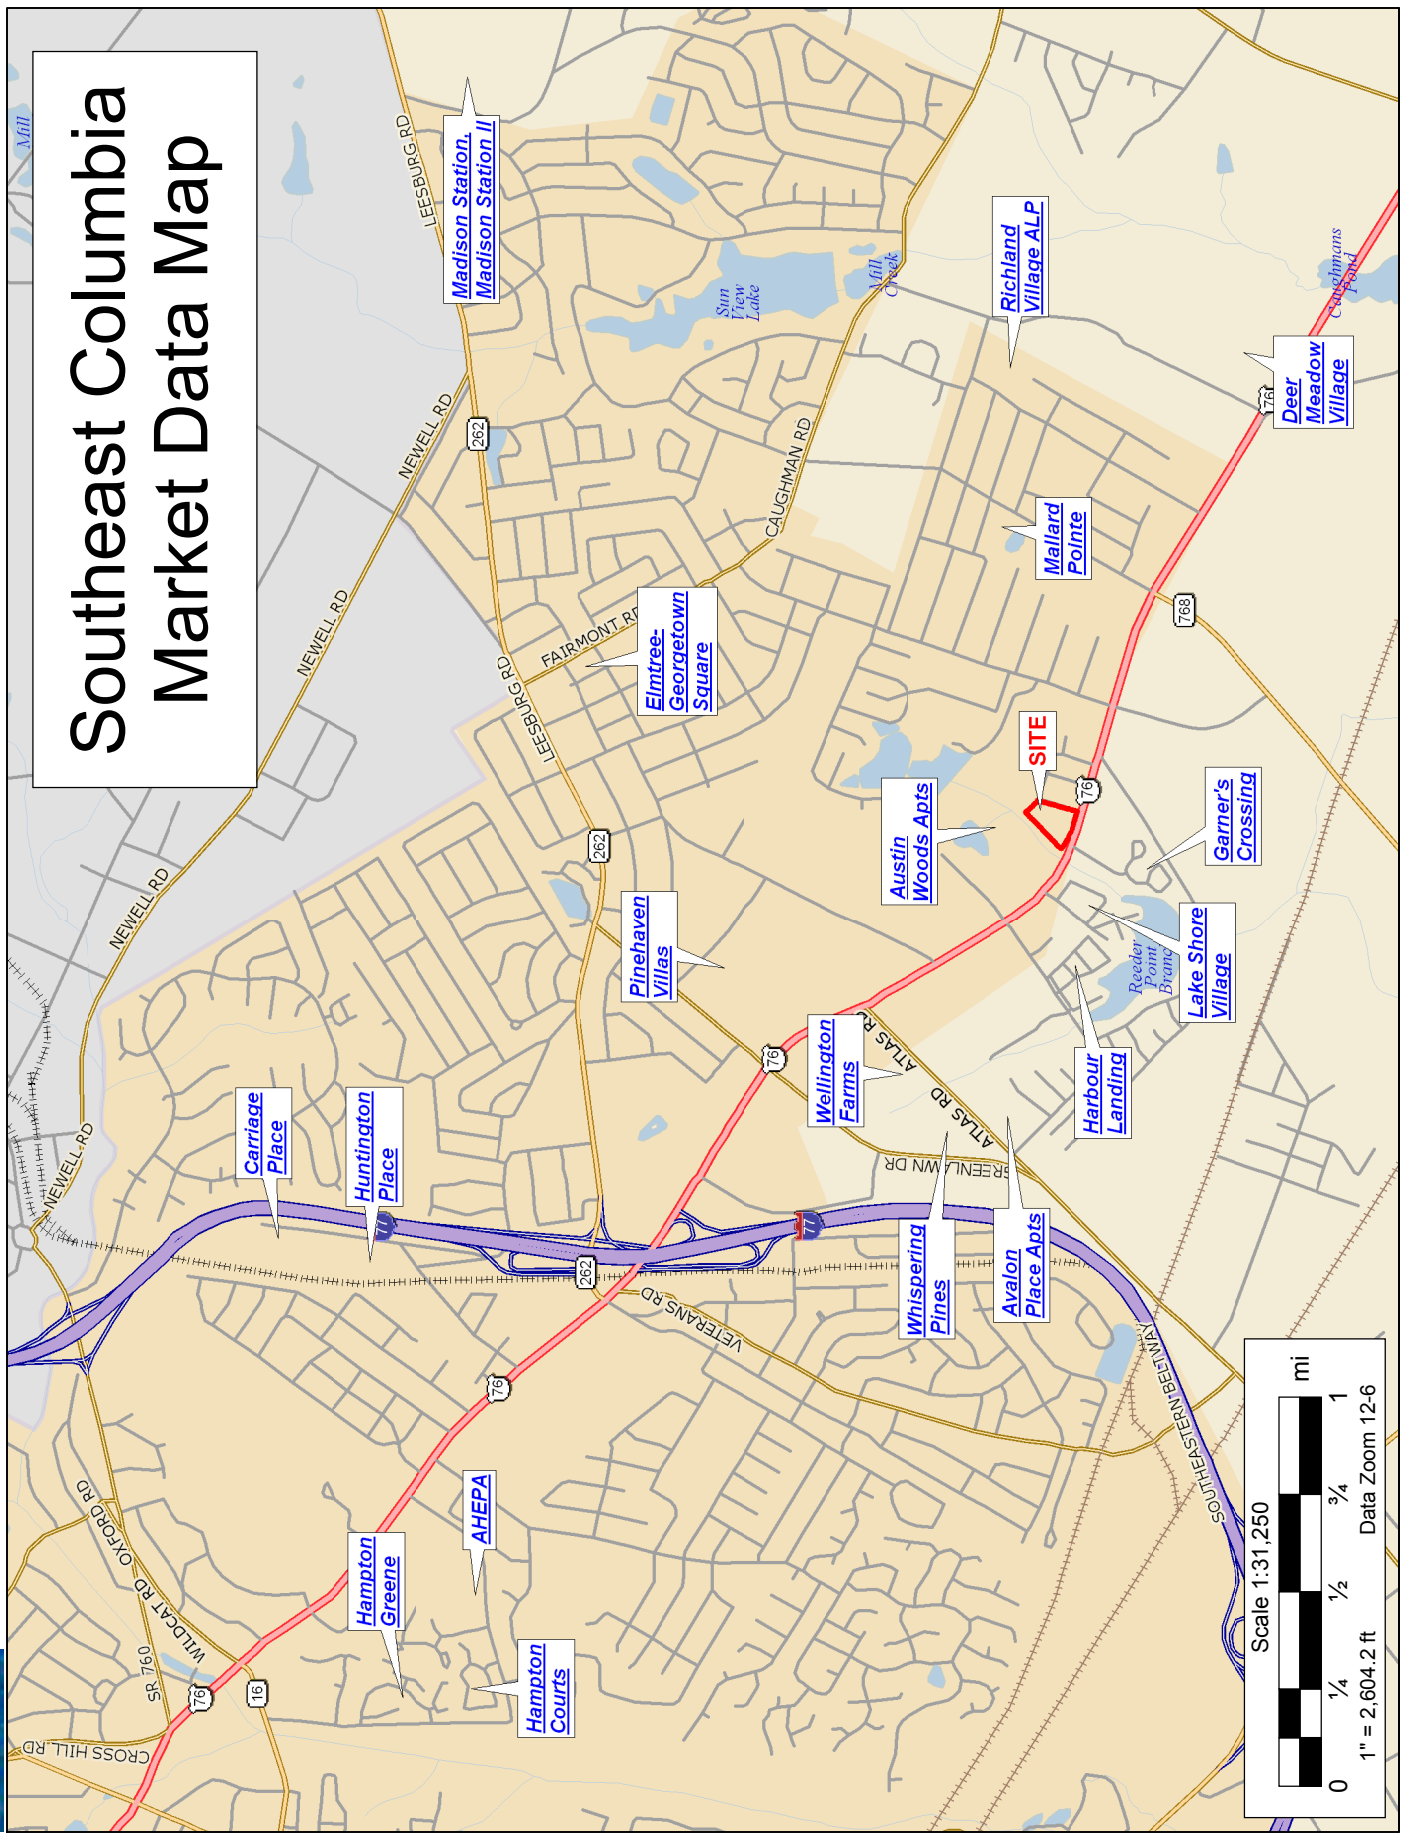 Southeast Columbia
Market Data Map
Mill
LEESBURG RD
Madison Station,
Madison Station II
NEWELL RD
262
NEWELL RD
Sun
View
Lake
Mill
Creek
Richland
Village ALP
Caughmans
Pond
Deer
Meadow
Village
76
CAUGHMAN RD
Mallard
Pointe
768
FAIRMONT RD
Elmtree-
Georgetown
Square
LEESBURG RD
LEESBURG RD
SITE
76
Austin
Woods Apts
Garner's
Crossing
262
NEWELL RD
Pinehaven
Villas
Reeder
Point
Branc
Lake Shore
Village
Wellington
Farms
ATLAS RD
ATLAS RD
ATLAS RD
76
Harbour
Landing
GREENLAWN DR
NEWELL RD
Carriage
Place
Huntington
Place
77
77
262
VETERANS RD
Whispering
Pines
Avalon
Place Apts
76
SOUTHEASTERN BELTWAY
OXFORD RD
WILDCAT RD
SR 760
AHEPA
Hampton
Greene
Hampton
Courts
76
16
CROSS HILL RD
Scale 1:31,250
0 ¼ ½ ¾ 1
mi
1" = 2,604.2 ft Data Zoom 12-6